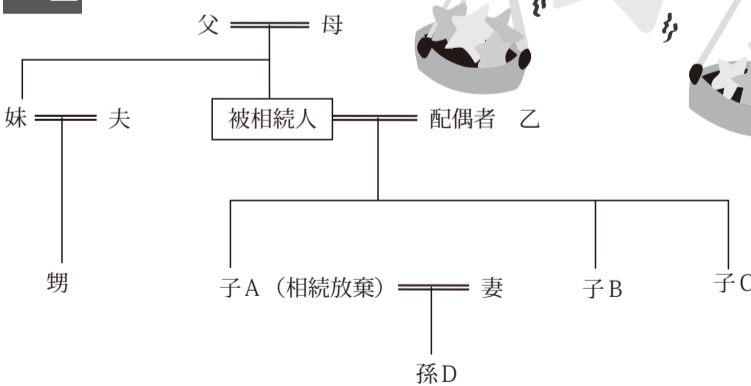 父 母
妹 夫 被相続人 配偶者 乙
甥 子A（相続放棄） 妻 子B 子C
孫D